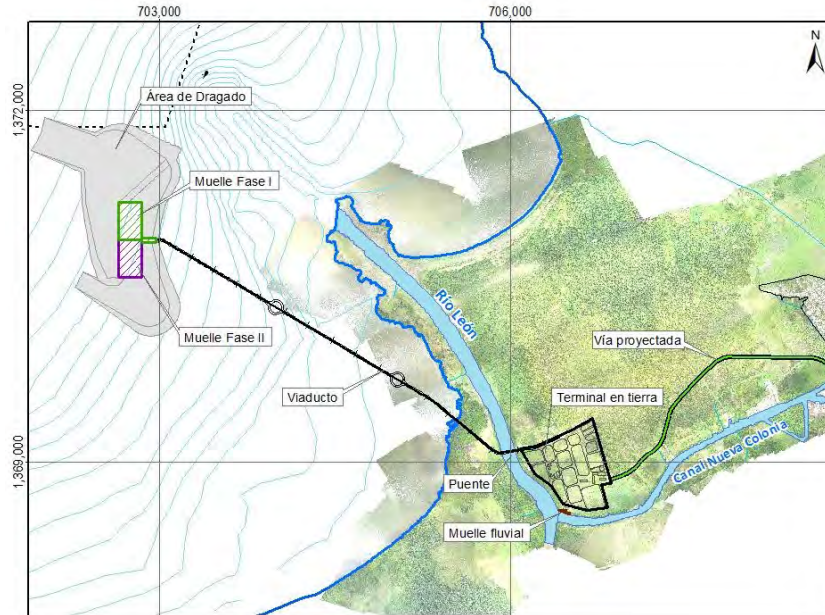 703,000
706,000
N
1,372,000
Área de Dragado
Muelle Fase I
Río León
Muelle Fase II
Vía proyectada
Viaducto
Terminal en tierra
1,369,000
Canal Nueva Colonia
Puente
Muelle fluvial